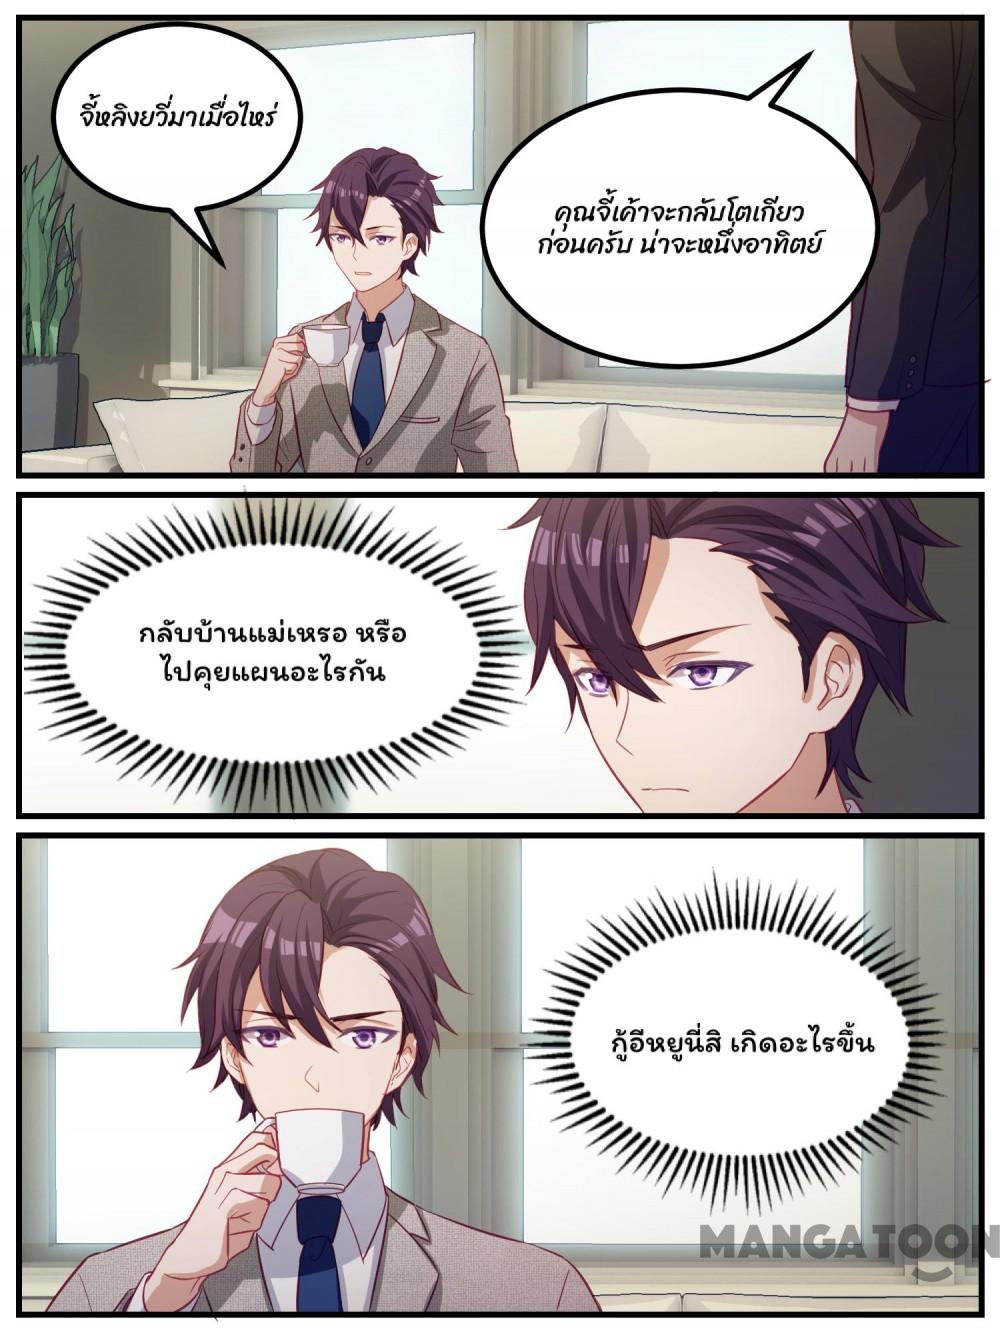 จี้หลิงยวี่มาเมื่อไหร่
คุณจี้เค้าจะกลับโตเกียว
ก่อนครับ น่าจะหนึ่งอาทิตย์
กลับบ้านแม่เหรอ หรือ
ไปคุยแผนอะไรกัน
กู้อีหยูนี่สิ เกิดอะไรขึ้น
MANGATOON